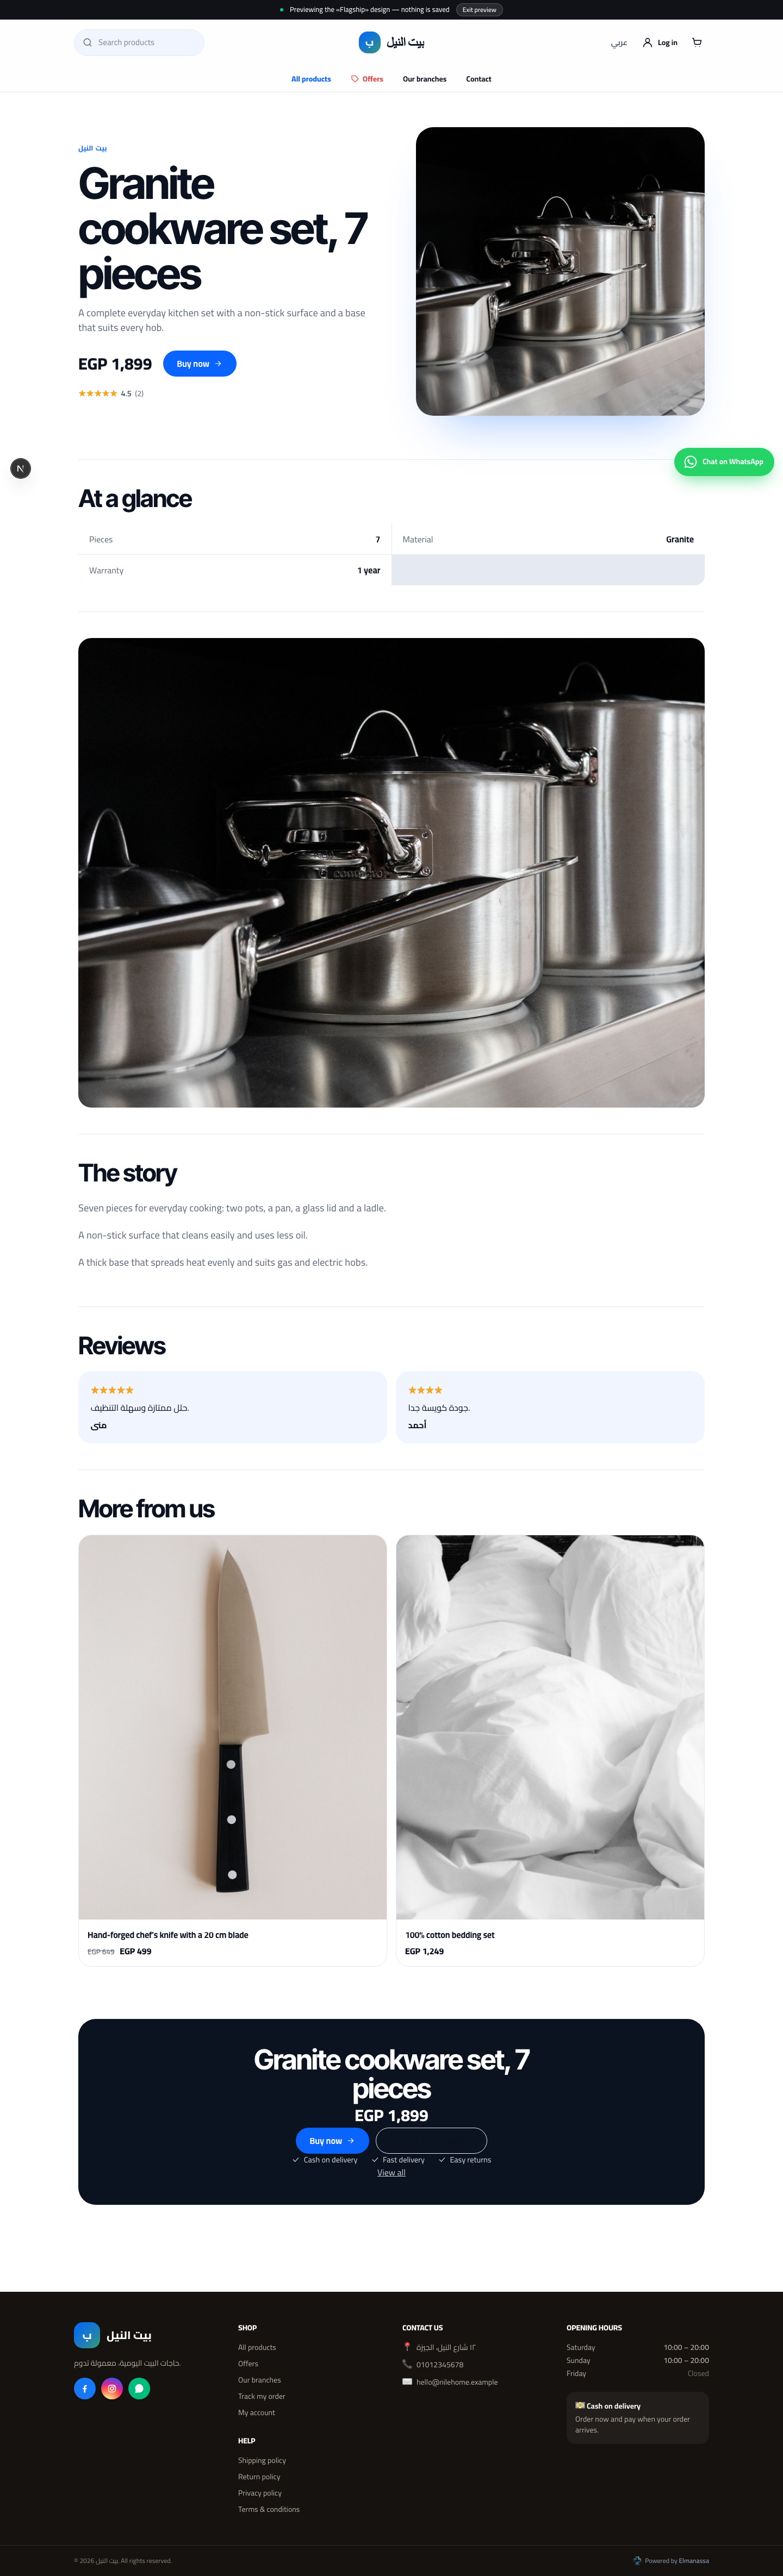 Previewing the «Flagship» design — nothing is saved Exit preview
Search products
ب بيت النيل
عربي Log in
All products Offers Our branches Contact
بيت النيل
Granite
cookware set, 7
pieces
A complete everyday kitchen set with a non-stick surface and a base
that suits every hob.
EGP 1,899 Buy now
4.5 (2)
N
Chat on WhatsApp
At a glance
Pieces 7 Material Granite
Warranty 1 year
The story
Seven pieces for everyday cooking: two pots, a pan, a glass lid and a ladle.
A non-stick surface that cleans easily and uses less oil.
A thick base that spreads heat evenly and suits gas and electric hobs.
Reviews
حلل ممتازة وسهلة التنظيف.
منى
جودة كويسة جدا.
أحمد
More from us
Hand-forged chef's knife with a 20 cm blade
EGP 649 EGP 499
100% cotton bedding set
EGP 1,249
Granite cookware set, 7
pieces
EGP 1,899
Buy now
Cash on delivery Fast delivery Easy returns
View all
ب بيت النيل
حاجات البيت اليومية، معمولة تدوم.
SHOP
All products
Offers
Our branches
Track my order
My account
HELP
Shipping policy
Return policy
Privacy policy
Terms & conditions
CONTACT US
١٢ شارع النيل، الجيزة
01012345678
hello@nilehome.example
OPENING HOURS
Saturday 10:00 – 20:00
Sunday 10:00 – 20:00
Friday Closed
Cash on delivery
Order now and pay when your order
arrives.
© 2026 بيت النيل. All rights reserved.
Powered by Elmanassa